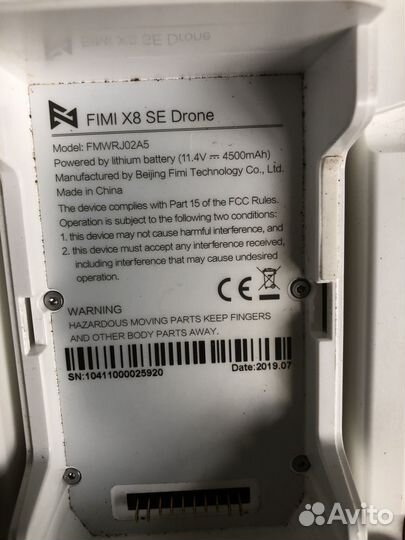 FIMI X8 SE Drone
FIMI X8 SE Drone
Model: FMWRJ02A5
Powered by lithium battery (11.4V ⎓ 4500mAh)
Manufactured by Beijing Fimi Technology Co., Ltd.
Made in China
The device complies with Part 15 of the FCC Rules.
Operation is subject to the following two conditions:
1. this device may not cause harmful interference, and
2. this device must accept any interference received,
including interference that may cause undesired
operation.
CE
WARNING
HAZARDOUS MOVING PARTS KEEP FINGERS
AND OTHER BODY PARTS AWAY.
SN:10411000025920
Date:2019.07
Avito